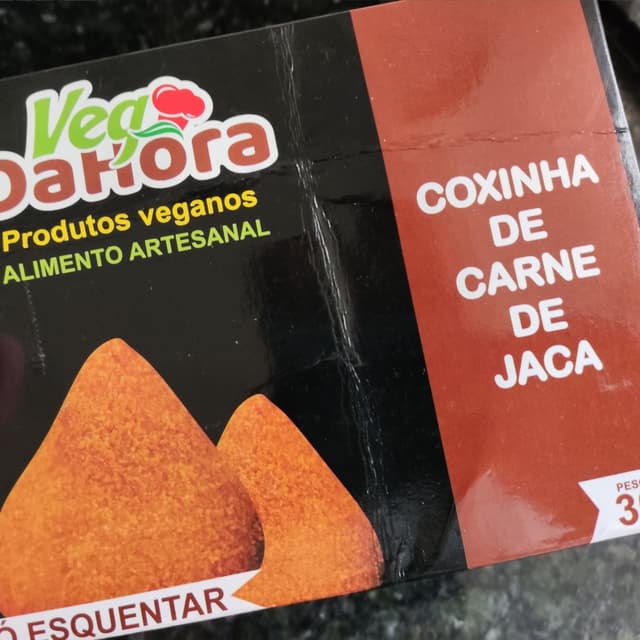 Veg
DaHora
Produtos veganos
ALIMENTO ARTESANAL
COXINHA
DE
CARNE
DE
JACA
ESQUENTAR